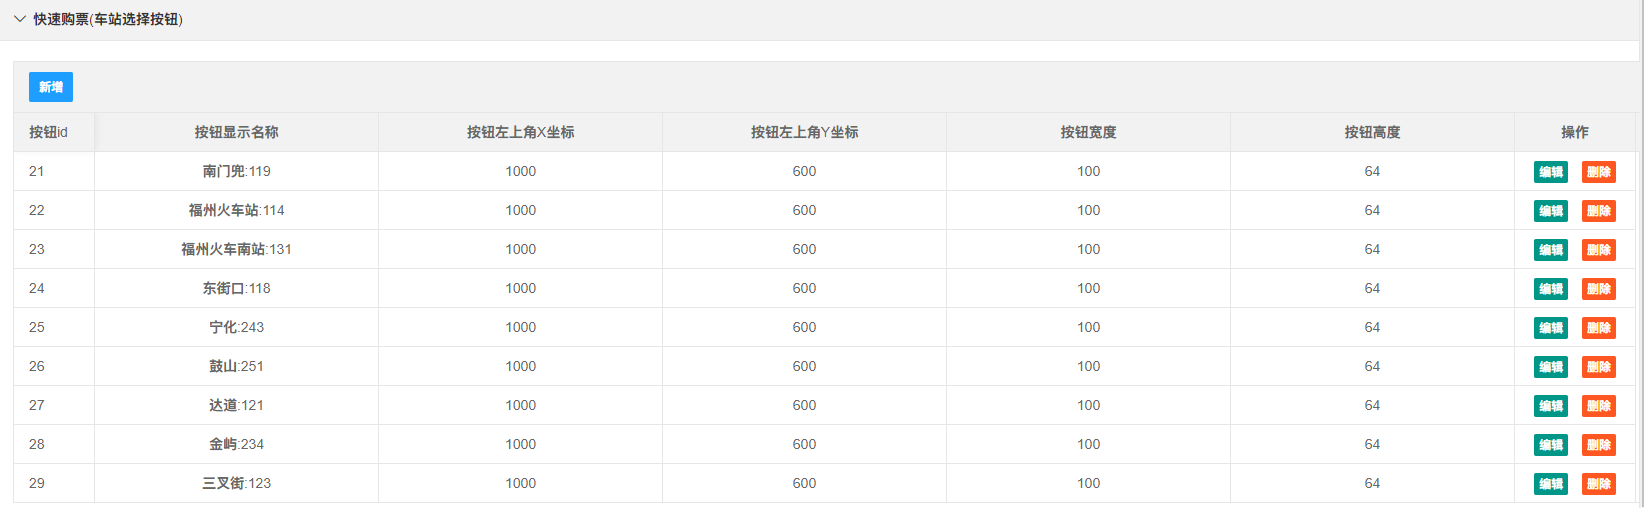 快速购票(车站选择按钮)
新增
按钮id 按钮显示名称 按钮左上角X坐标 按钮左上角Y坐标 按钮宽度 按钮高度 操作
21 南门兜:119 1000 600 100 64 编辑 删除
22 福州火车站:114 1000 600 100 64 编辑 删除
23 福州火车南站:131 1000 600 100 64 编辑 删除
24 东街口:118 1000 600 100 64 编辑 删除
25 宁化:243 1000 600 100 64 编辑 删除
26 鼓山:251 1000 600 100 64 编辑 删除
27 达道:121 1000 600 100 64 编辑 删除
28 金屿:234 1000 600 100 64 编辑 删除
29 三叉街:123 1000 600 100 64 编辑 删除